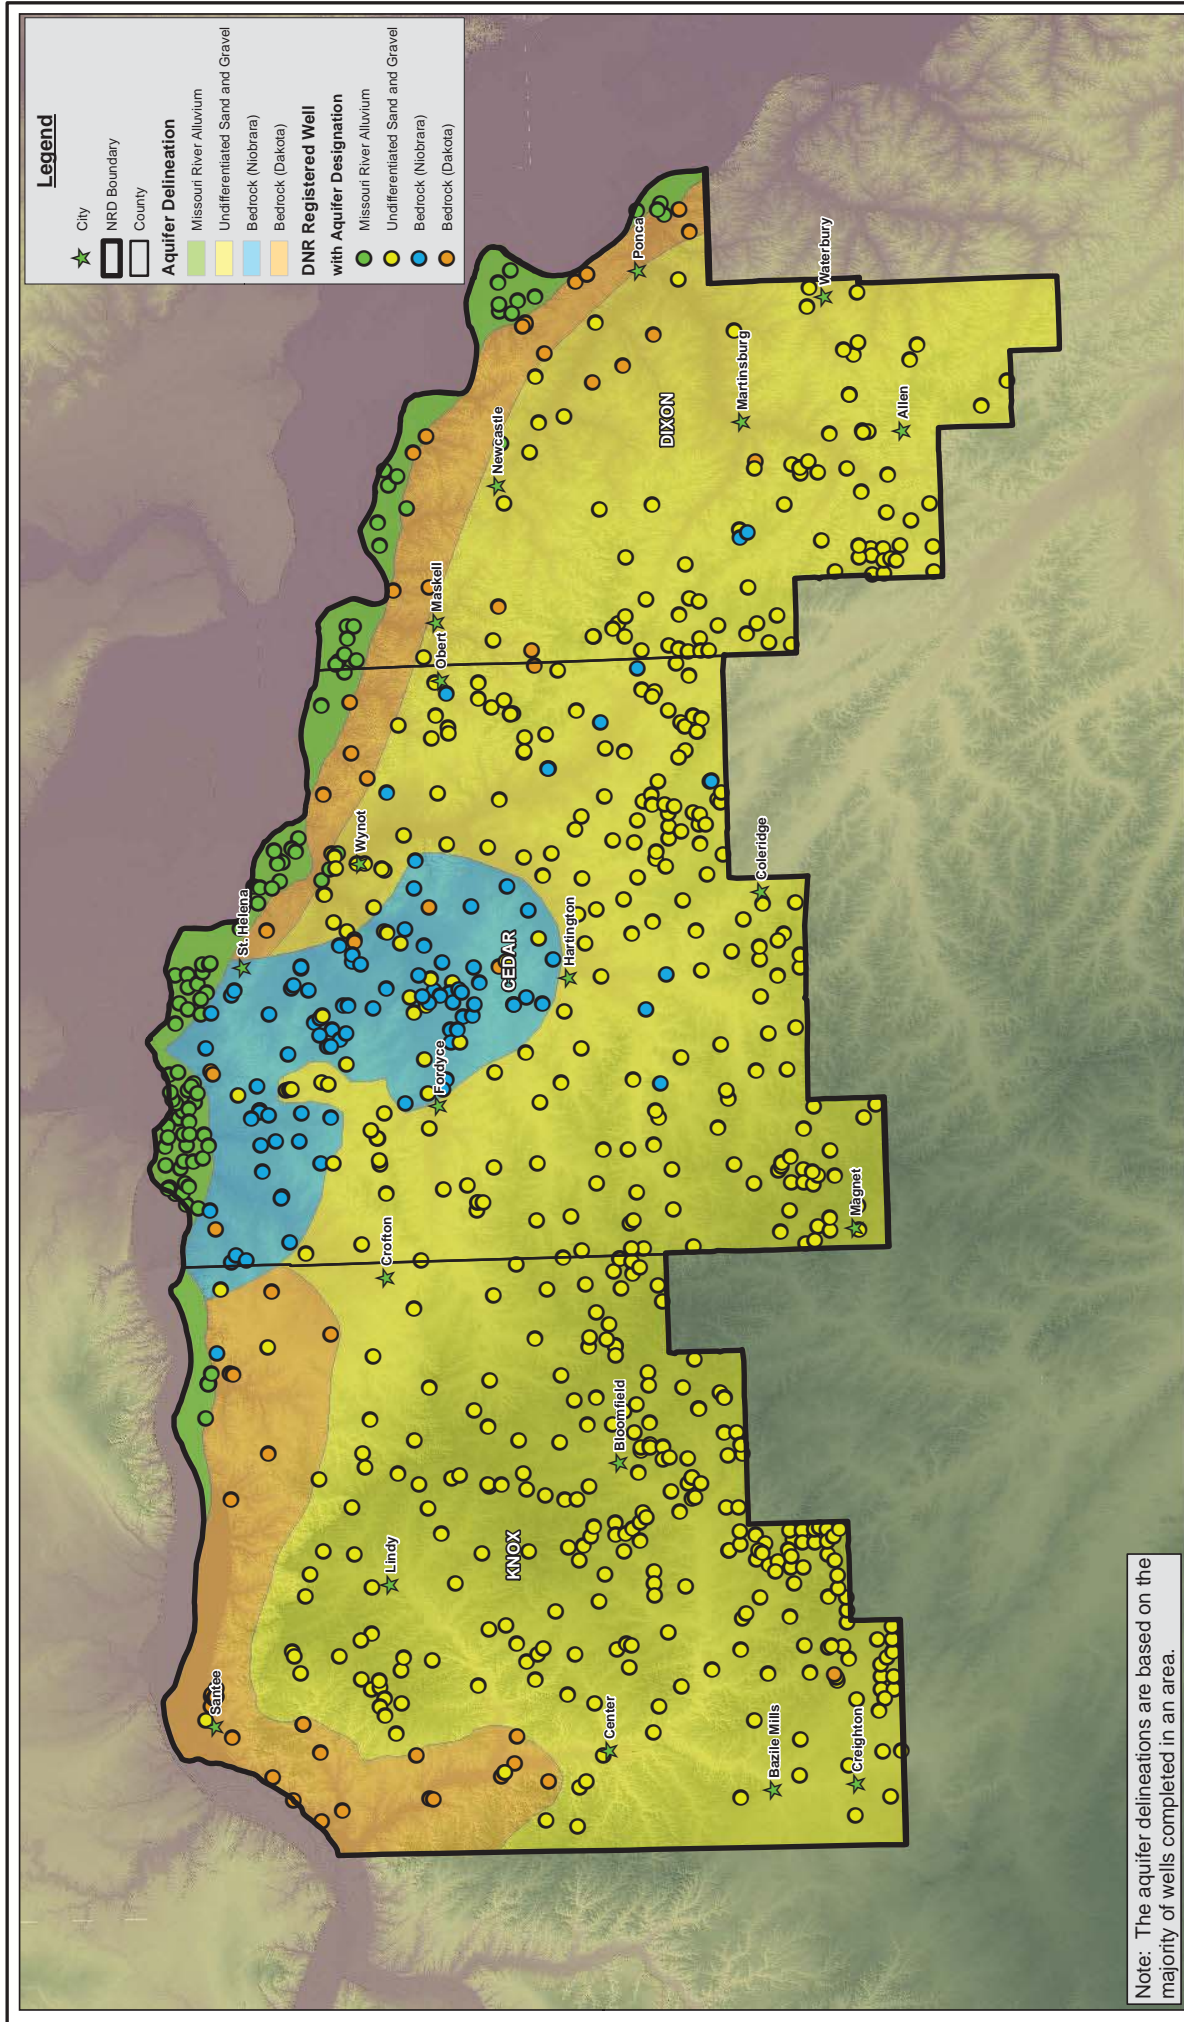 Legend
City
NRD Boundary
County
Aquifer Delineation
Missouri River Alluvium
Undifferentiated Sand and Gravel
Bedrock (Niobrara)
Bedrock (Dakota)
DNR Registered Well
with Aquifer Designation
Missouri River Alluvium
Undifferentiated Sand and Gravel
Bedrock (Niobrara)
Bedrock (Dakota)
Santee
St. Helena
Wynot
Crofton
Lindy
Fordyce
Obert
Maskell
Newcastle
Ponca
KNOX
CEDAR
DIXON
Hartington
Center
Bloomfield
Martinsburg
Coleridge
Waterbury
Bazile Mills
Creighton
Magnet
Allen
Note: The aquifer delineations are based on the
majority of wells completed in an area.